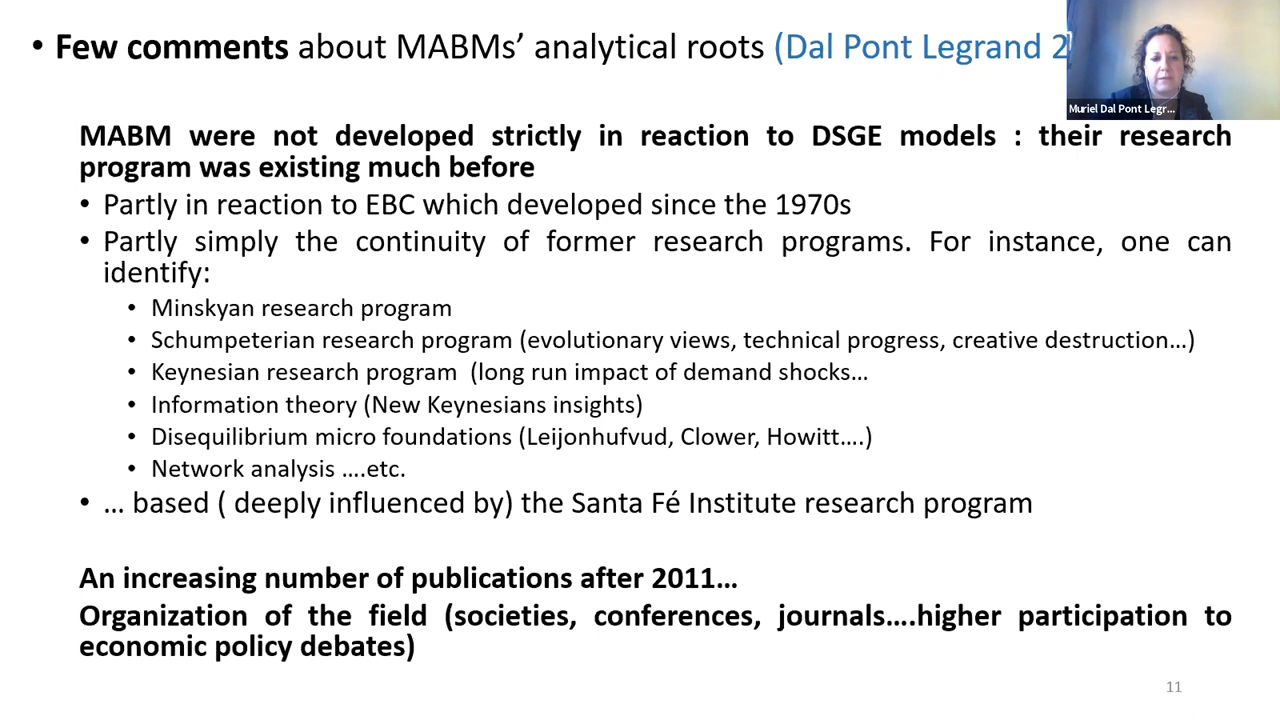 • Few comments about MABMs’ analytical roots (Dal Pont Legrand 2
Muriel Dal Pont Legr...
MABM were not developed strictly in reaction to DSGE models : their research
program was existing much before
• Partly in reaction to EBC which developed since the 1970s
• Partly simply the continuity of former research programs. For instance, one can
identify:
• Minskyan research program
• Schumpeterian research program (evolutionary views, technical progress, creative destruction…)
• Keynesian research program (long run impact of demand shocks…
• Information theory (New Keynesians insights)
• Disequilibrium micro foundations (Leijonhufvud, Clower, Howitt….)
• Network analysis ….etc.
• … based ( deeply influenced by) the Santa Fé Institute research program
An increasing number of publications after 2011…
Organization of the field (societies, conferences, journals….higher participation to
economic policy debates)
11